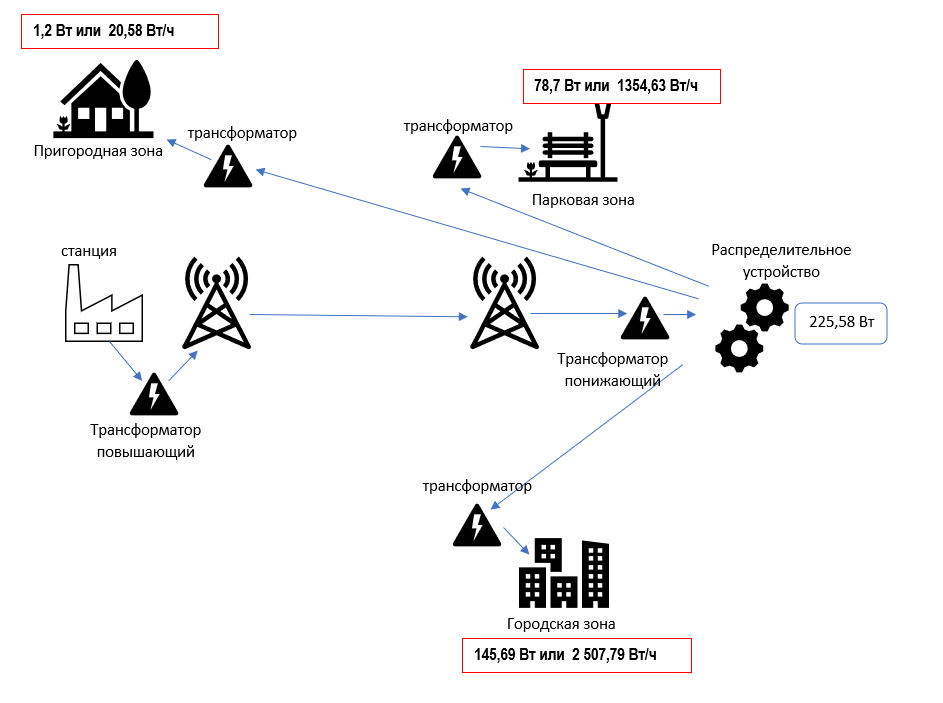 1,2 Вт или 20,58 Вт/ч
Пригородная зона
трансформатор
трансформатор
78,7 Вт или 1354,63 Вт/ч
Парковая зона
станция
Распределительное
устройство
225,58 Вт
Трансформатор
понижающий
Трансформатор
повышающий
трансформатор
Городская зона
145,69 Вт или 2 507,79 Вт/ч